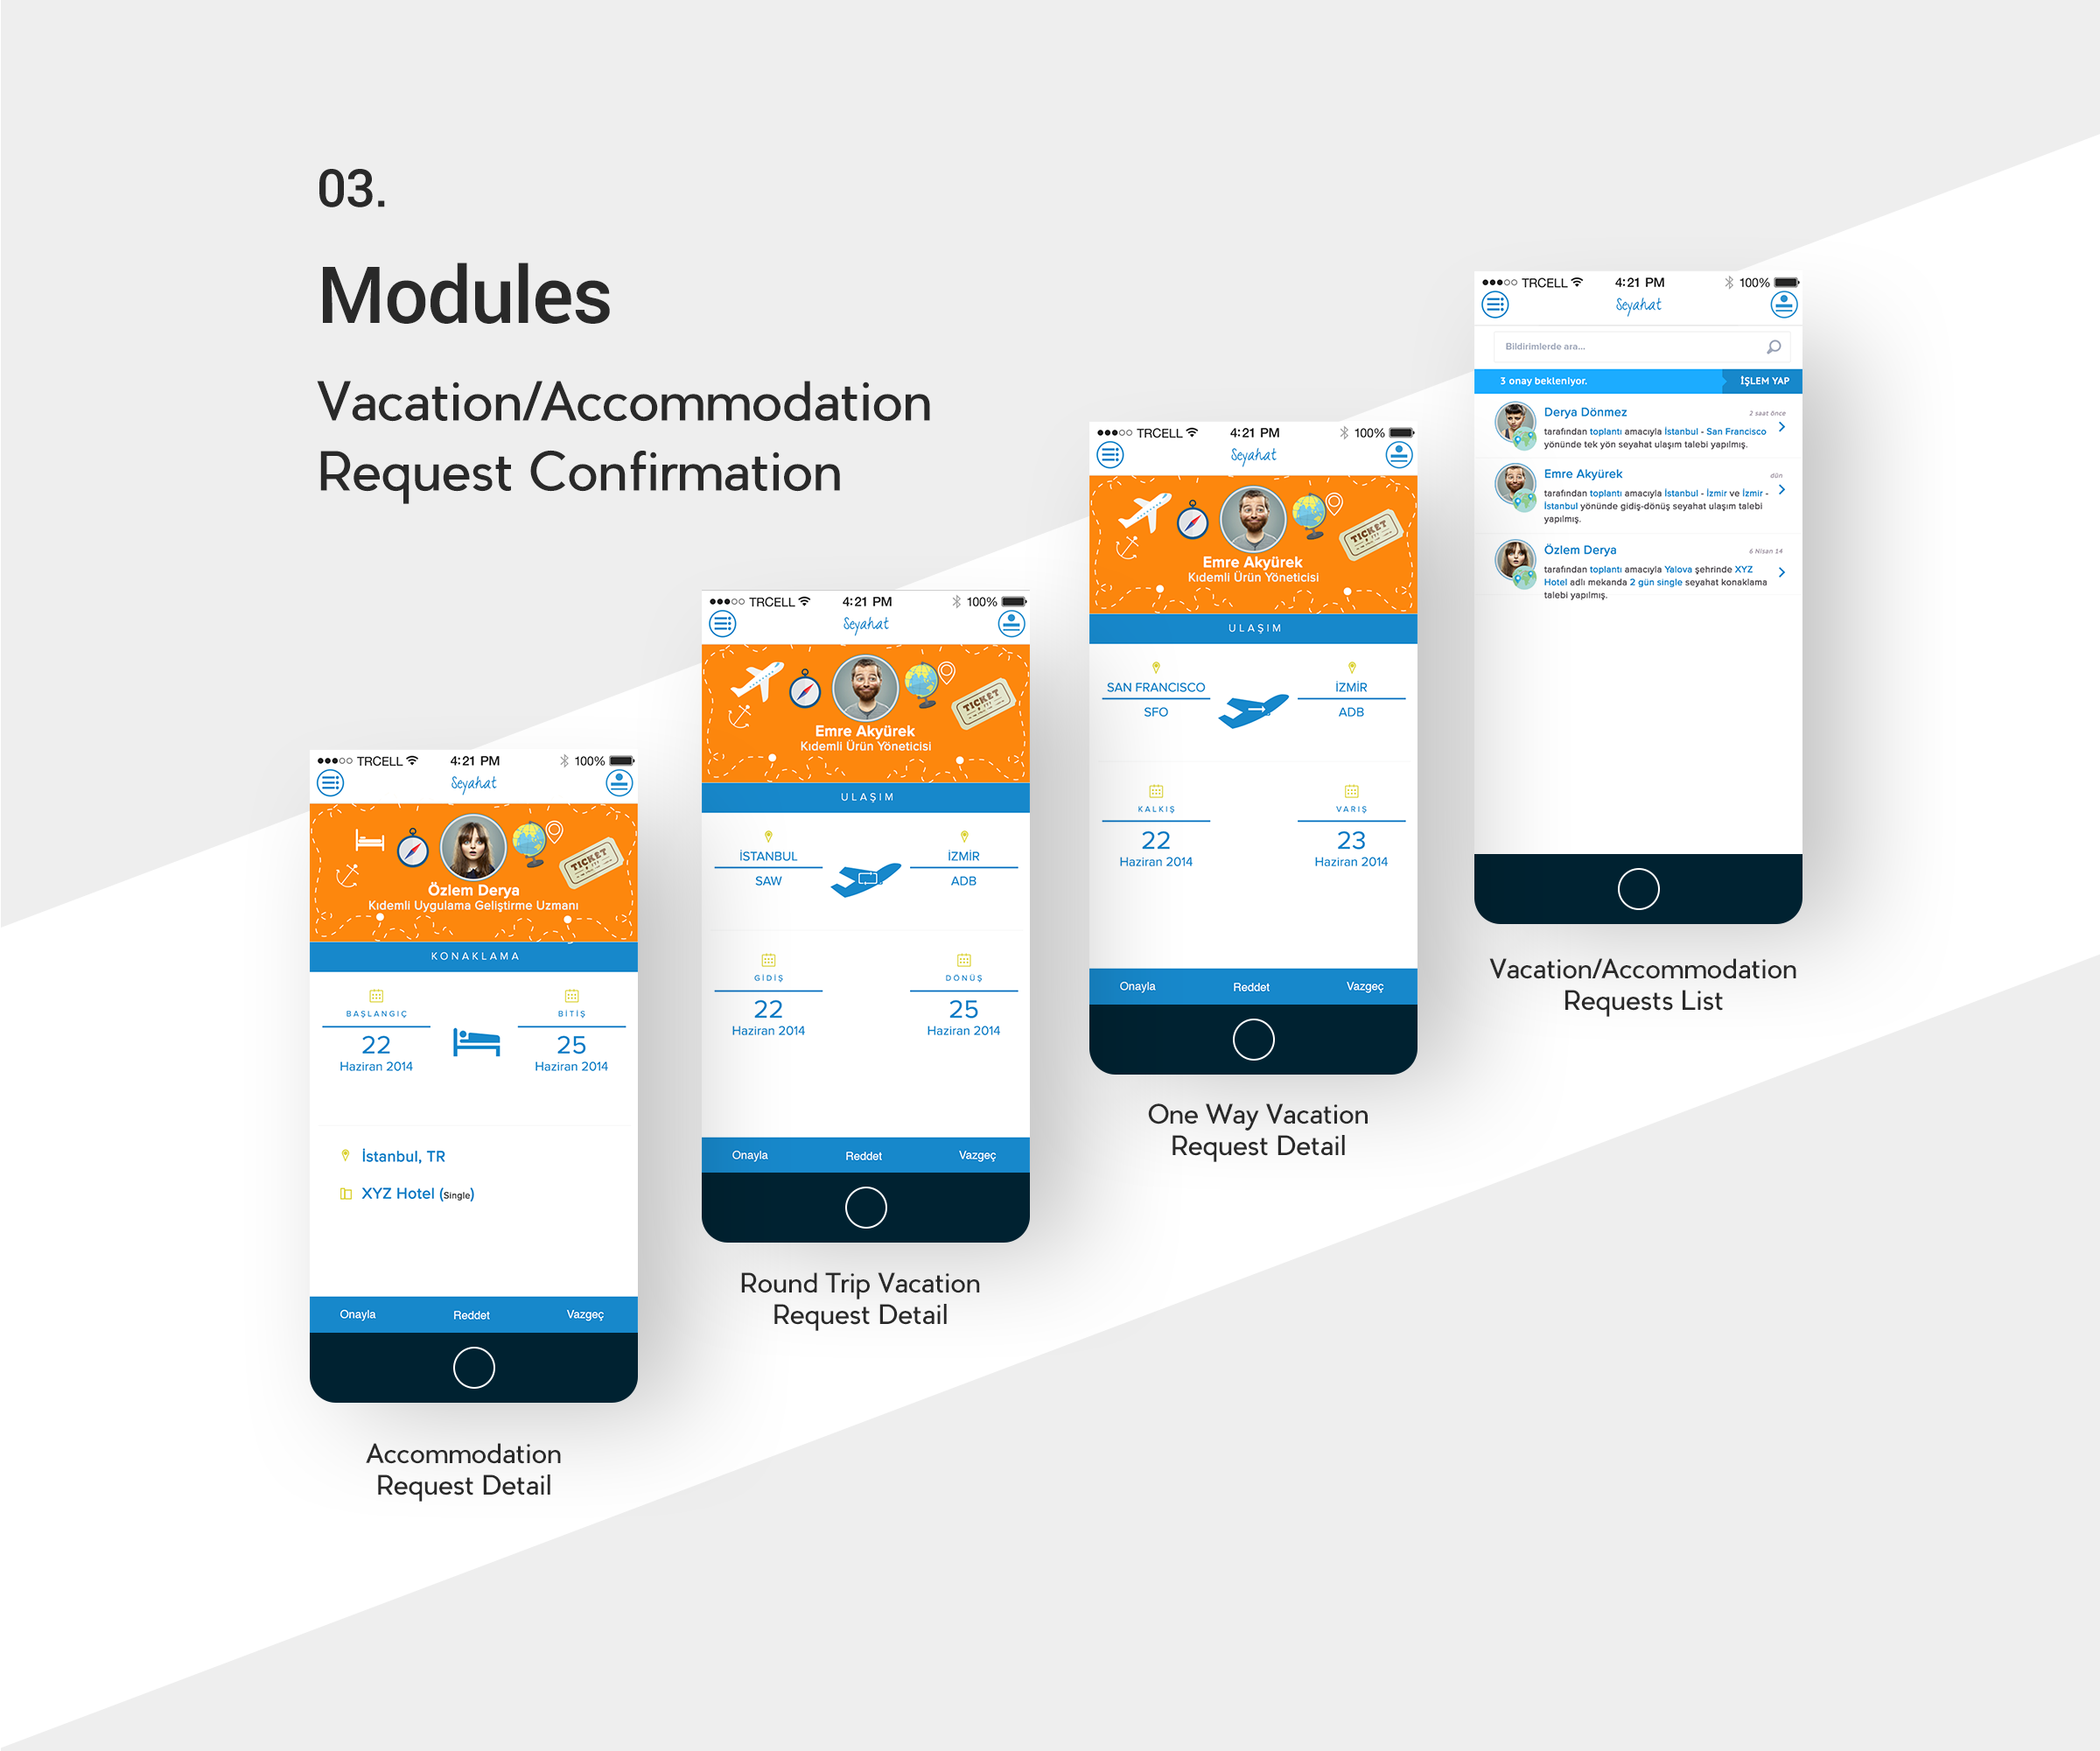 03.
Modules
Vacation/Accommodation
Request Confirmation
TRCELL 4:21 PM 100%
Seyahat
TICKET
Özlem Derya
Kıdemli Uygulama Geliştirme Uzmanı
KONAKLAMA
BAŞLANGIÇ BİTİŞ
22 25
Haziran 2014 Haziran 2014
İstanbul, TR
XYZ Hotel (Single)
Onayla Reddet Vazgeç
Accommodation
Request Detail
TRCELL 4:21 PM 100%
Seyahat
TICKET
Emre Akyürek
Kıdemli Ürün Yöneticisi
ULAŞIM
İSTANBUL İZMİR
SAW ADB
GİDİŞ DÖNÜŞ
22 25
Haziran 2014 Haziran 2014
Onayla Reddet Vazgeç
Round Trip Vacation
Request Detail
TRCELL 4:21 PM 100%
Seyahat
TICKET
Emre Akyürek
Kıdemli Ürün Yöneticisi
ULAŞIM
SAN FRANCISCO İZMİR
SFO ADB
KALKIŞ VARIŞ
22 23
Haziran 2014 Haziran 2014
Onayla Reddet Vazgeç
One Way Vacation
Request Detail
TRCELL 4:21 PM 100%
Seyahat
Bildirimlerde ara...
3 onay bekleniyor. İŞLEM YAP
Derya Dönmez 2 saat önce
tarafından toplantı amacıyla İstanbul - San Francisco
yönünde tek yön seyahat ulaşım talebi yapılmış.
Emre Akyürek dün
tarafından toplantı amacıyla İstanbul - İzmir ve İzmir -
İstanbul yönünde gidiş-dönüş seyahat ulaşım talebi
yapılmış.
Özlem Derya 6 Nisan 14
tarafından toplantı amacıyla Yalova şehrinde XYZ
Hotel adlı mekanda 2 gün single seyahat konaklama
talebi yapılmış.
Vacation/Accommodation
Requests List